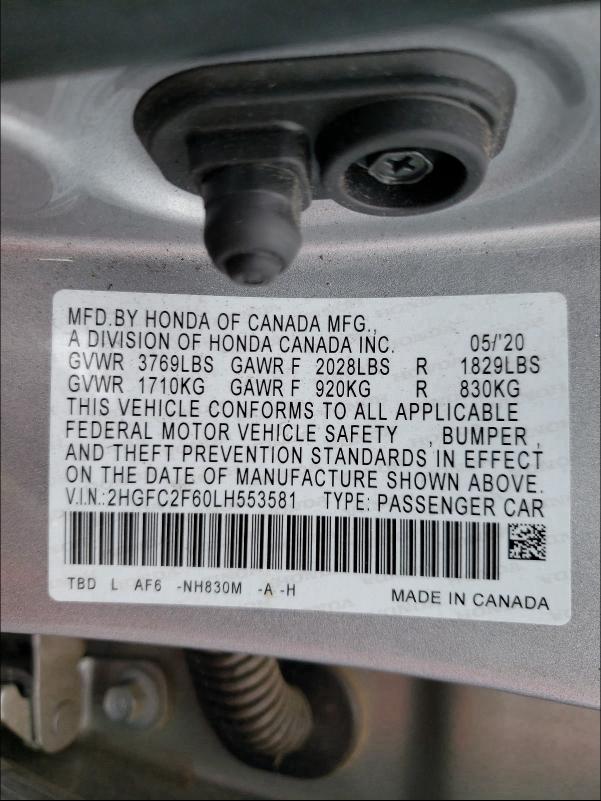 MFD.BY HONDA OF CANADA MFG.,
A DIVISION OF HONDA CANADA INC. 05/'20
GVWR 3769LBS GAWR F 2028LBS R 1829LBS
GVWR 1710KG GAWR F 920KG R 830KG
THIS VEHICLE CONFORMS TO ALL APPLICABLE
FEDERAL MOTOR VEHICLE SAFETY , BUMPER ,
AND THEFT PREVENTION STANDARDS IN EFFECT
ON THE DATE OF MANUFACTURE SHOWN ABOVE.
V.I.N.:2HGFC2F60LH553581 TYPE: PASSENGER CAR
TBD L AF6 -NH830M -A -H
MADE IN CANADA